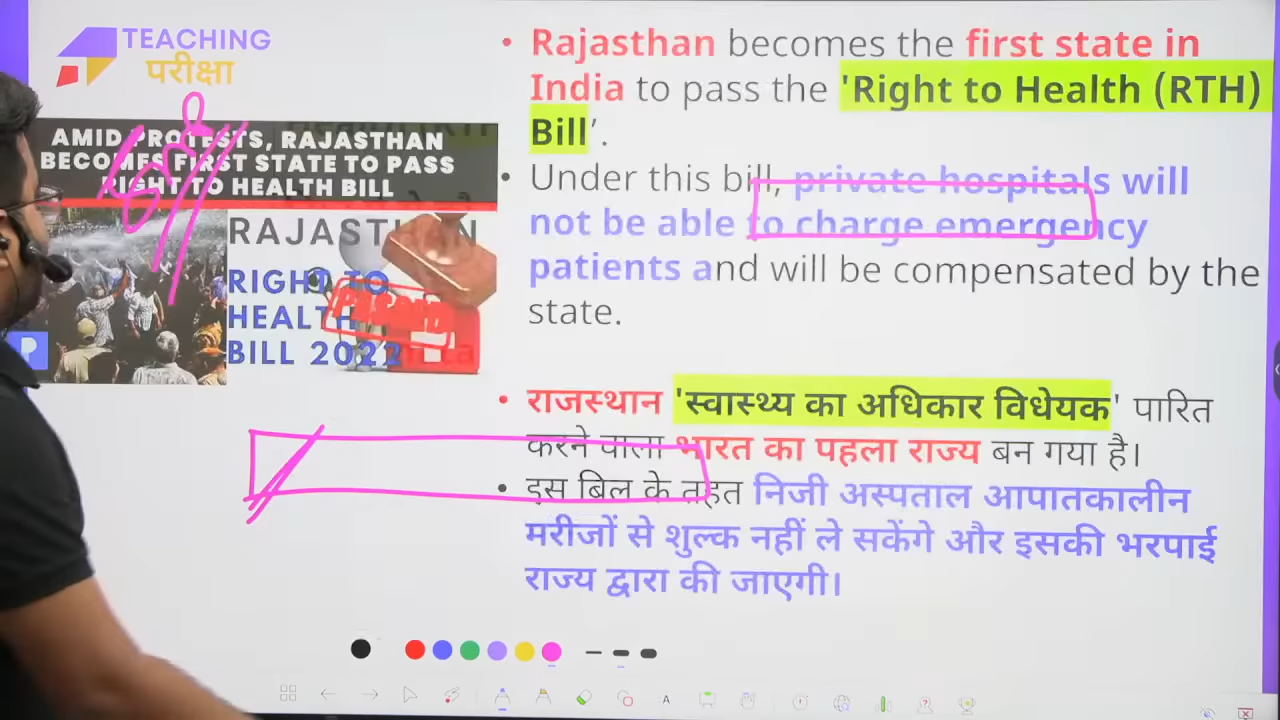 TEACHING
परीक्षा
AMID PROTESTS, RAJASTHAN
BECOMES FIRST STATE TO PASS
RIGHT TO HEALTH BILL
RAJASTHAN
RIGHT TO
HEALTH
BILL 2022
P
• Rajasthan becomes the first state in
India to pass the 'Right to Health (RTH)
Bill’.
• Under this bill, private hospitals will
not be able to charge emergency
patients and will be compensated by the
state.
• राजस्थान 'स्वास्थ्य का अधिकार विधेयक' पारित
करने वाला भारत का पहला राज्य बन गया है।
• इस बिल के तहत निजी अस्पताल आपातकालीन
मरीजों से शुल्क नहीं ले सकेंगे और इसकी भरपाई
राज्य द्वारा की जाएगी।
A